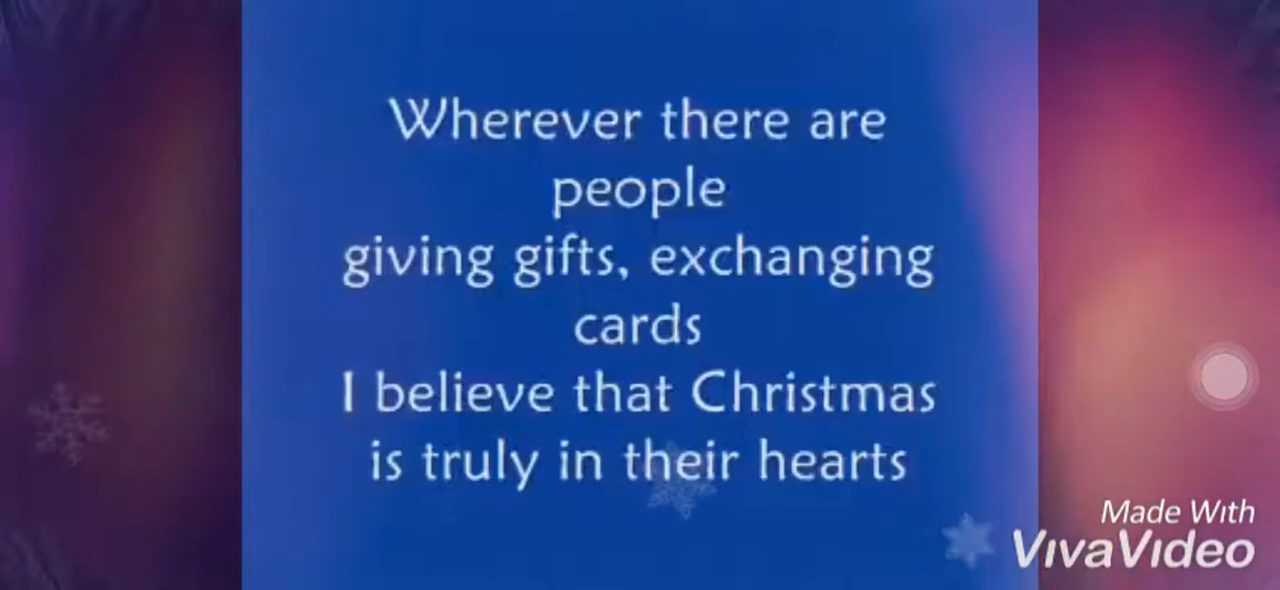 Wherever there are
people
giving gifts, exchanging
cards
I believe that Christmas
is truly in their hearts
Made With
VivaVideo